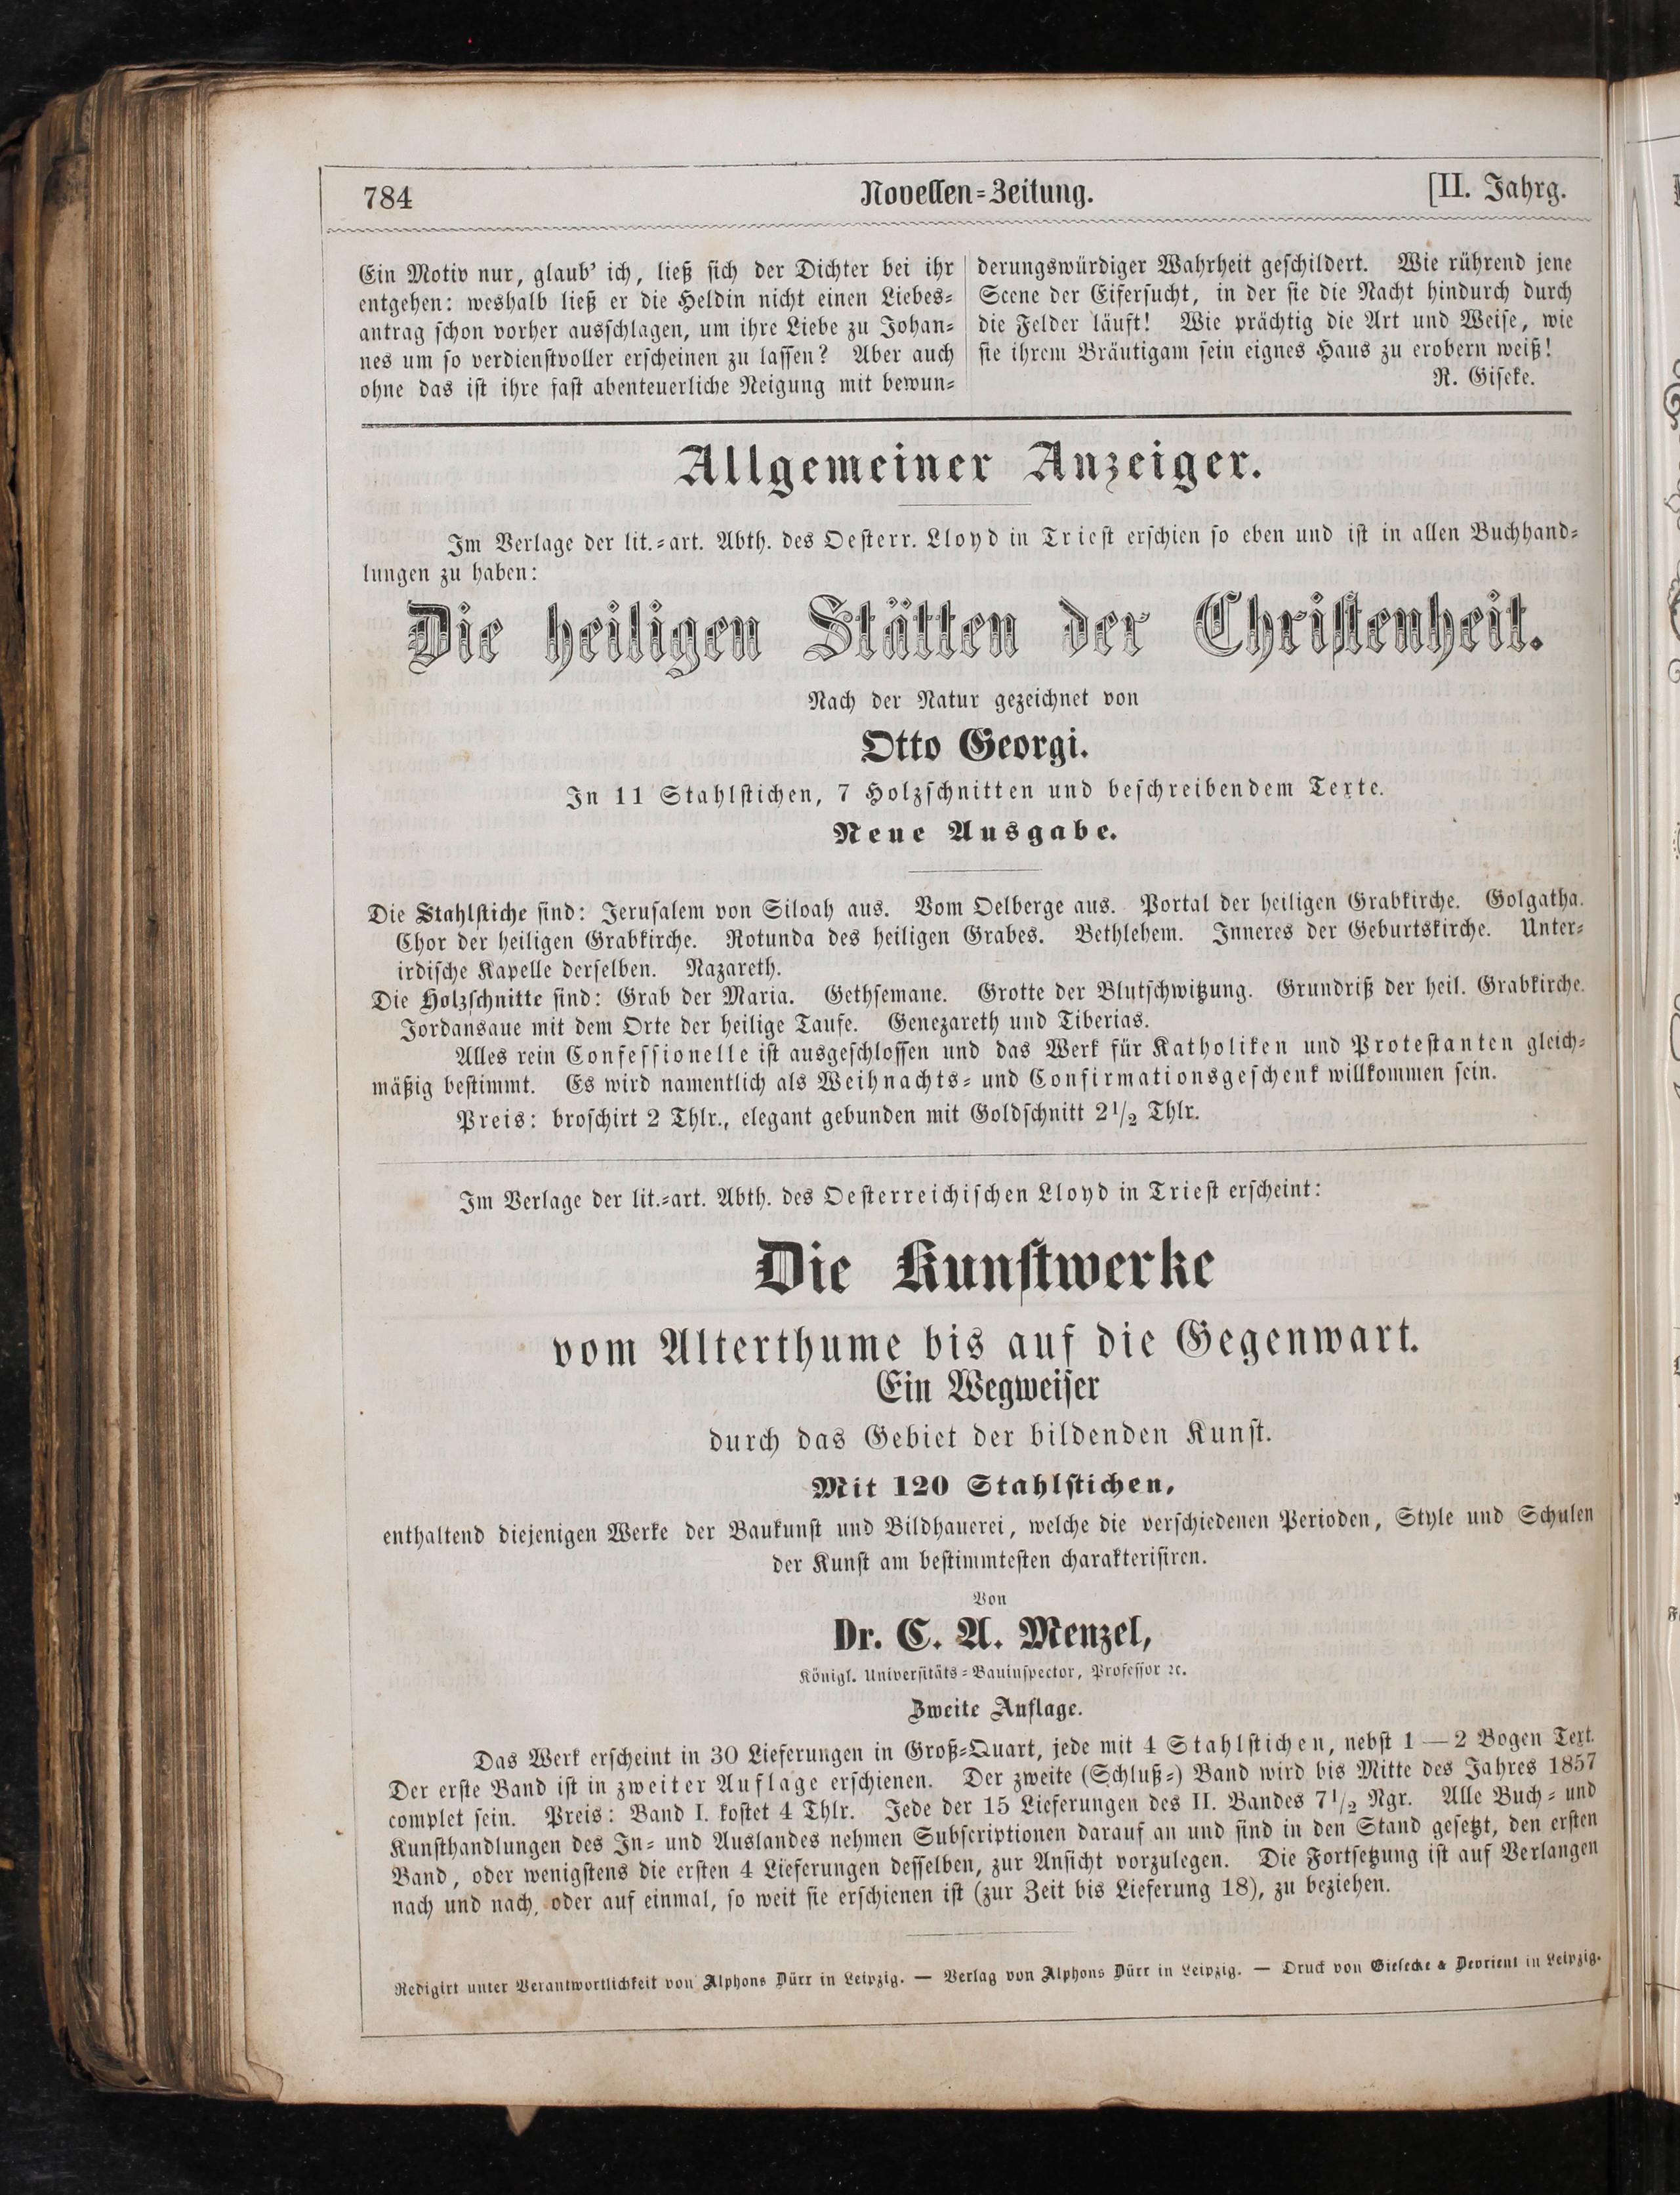 784
Novellen=Zeitung.
[II. Jahrg.
Ein Motiv nur, glaub' ich, ließ sich der Dichter bei ihr
entgehen: weshalb ließ er die Heldin nicht einen Liebes=
antrag schon vorher ausschlagen, um ihre Liebe zu Johan=
nes um so verdienstvoller erscheinen zu lassen? Aber auch
ohne das ist ihre fast abenteuerliche Neigung mit bewun=
derungswürdiger Wahrheit geschildert. Wie rührend jene
Scene der Eifersucht, in der sie die Nacht hindurch durch
die Felder läuft! Wie prächtig die Art und Weise, wie
sie ihrem Bräutigam sein eignes Haus zu erobern weiß!
R. Giseke.
Allgemeiner Anzeiger.
Im Verlage der lit.=art. Abth. des Oesterr. Lloyd in Triest erschien so eben und ist in allen Buchhand=
lungen zu haben:
Die heiligen Stätten der Christenheit.
Nach der Natur gezeichnet von
Otto Georgi.
In 11 Stahlstichen, 7 Holzschnitten und beschreibendem Texte.
Neue Ausgabe.
Die Stahlstiche sind: Jerusalem von Siloah aus. Vom Oelberge aus. Portal der heiligen Grabkirche. Golgatha.
Chor der heiligen Grabkirche. Rotunda des heiligen Grabes. Bethlehem. Inneres der Geburtskirche. Unter=
irdische Kapelle derselben. Nazareth.
Die Holzschnitte sind: Grab der Maria. Gethsemane. Grotte der Blutschwitzung. Grundriß der heil. Grabkirche.
Jordansaue mit dem Orte der heilige Taufe. Genezareth und Tiberias.
Alles rein Confessionelle ist ausgeschlossen und das Werk für Katholiken und Protestanten gleich=
mäßig bestimmt. Es wird namentlich als Weihnachts= und Confirmationsgeschenk willkommen sein.
Preis: broschirt 2 Thlr., elegant gebunden mit Goldschnitt 2 1/2 Thlr.
Im Verlage der lit.=art. Abth. des Oesterreichischen Lloyd in Triest erscheint:
Die Kunstwerke
vom Alterthume bis auf die Gegenwart.
Ein Wegweiser
durch das Gebiet der bildenden Kunst.
Mit 120 Stahlstichen,
enthaltend diejenigen Werke der Baukunst und Bildhauerei, welche die verschiedenen Perioden, Style und Schulen
der Kunst am bestimmtesten charakterisiren.
Von
Dr. C. A. Menzel,
Königl. Universitäts=Bauinspector, Professor ꝛc.
Zweite Auflage.
Das Werk erscheint in 30 Lieferungen in Groß=Quart, jede mit 4 Stahlstichen, nebst 1—2 Bogen Text.
Der erste Band ist in zweiter Auflage erschienen. Der zweite (Schluß=) Band wird bis Mitte des Jahres 1857
complet sein. Preis: Band I. kostet 4 Thlr. Jede der 15 Lieferungen des II. Bandes 7 1/2 Ngr. Alle Buch= und
Kunsthandlungen des In= und Auslandes nehmen Subscriptionen darauf an und sind in den Stand gesetzt, den ersten
Band, oder wenigstens die ersten 4 Lieferungen desselben, zur Ansicht vorzulegen. Die Fortsetzung ist auf Verlangen
nach und nach, oder auf einmal, so weit sie erschienen ist (zur Zeit bis Lieferung 18), zu beziehen.
Redigirt unter Verantwortlichkeit von Alphons Dürr in Leipzig. — Verlag von Alphons Dürr in Leipzig. — Druck von Giesecke & Devrient in Leipzig.